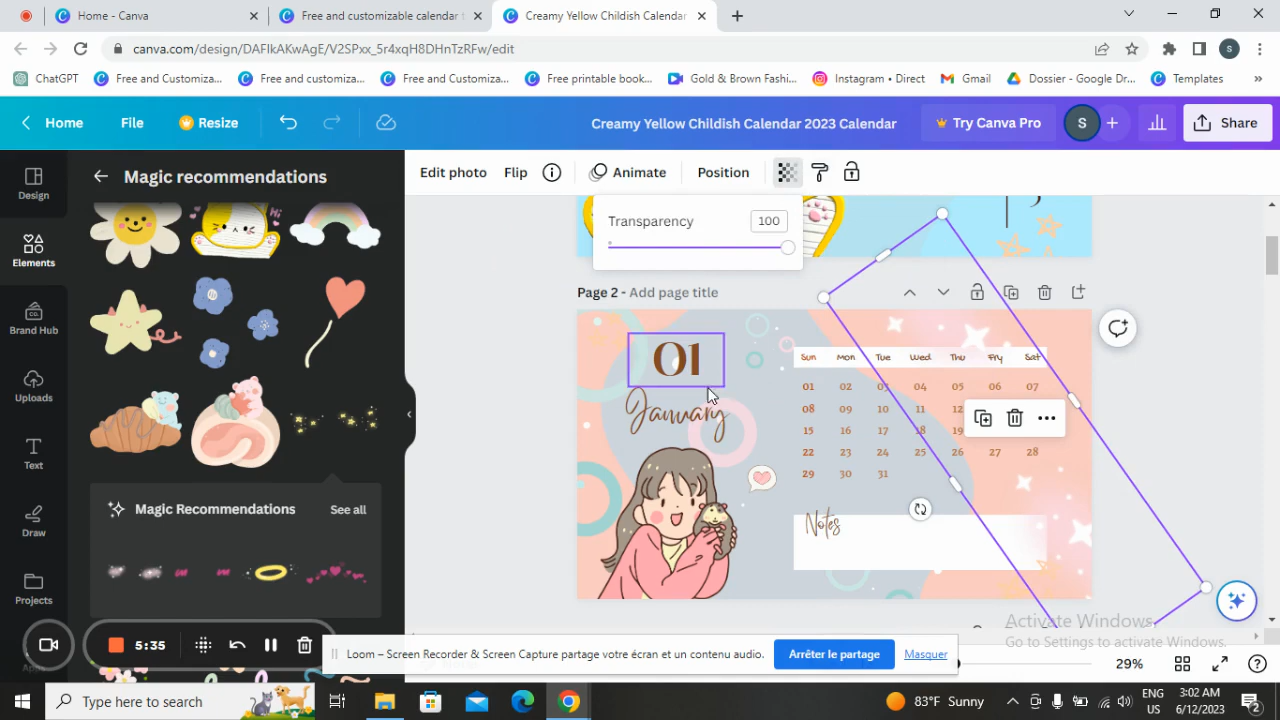 Home - Canva
Free and customizable calendar t
Creamy Yellow Childish Calendar
canva.com/design/DAFlkAKwAgE/V2SPxx_5r4xqH8DHnTzRFw/edit
S
ChatGPT
Free and Customiza...
Free and customiza...
Free and Customiza...
Free printable book...
Gold & Brown Fashi...
Instagram • Direct
Gmail
Dossier - Google Dr...
Templates
Home
File
Resize
Creamy Yellow Childish Calendar 2023 Calendar
Try Canva Pro
S
Share
Design
Elements
Brand Hub
Uploads
Text
Draw
Projects
Magic recommendations
Hi
Magic Recommendations
See all
Edit photo
Flip
Animate
Position
Transparency
100
Page 2 - Add page title
01
January
Sun Mon Tue Wed Thu Fry Sat
01 02 03 04 05 06 07
08 09 10 11 12
15 16 17 18 19
22 23 24 25 26 27 28
29 30 31
Notes
5:35
Loom – Screen Recorder & Screen Capture partage votre écran et un contenu audio.
Arrêter le partage
Masquer
Activate Windows
Go to Settings to activate Windows.
29%
Type here to search
83°F Sunny
ENG
US
3:02 AM
6/12/2023
2